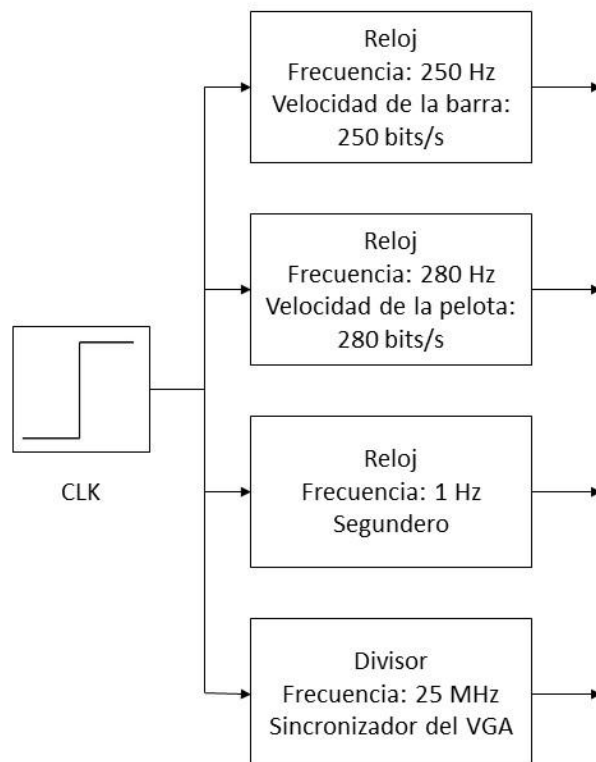 Reloj
Frecuencia: 250 Hz
Velocidad de la barra:
250 bits/s
Reloj
Frecuencia: 280 Hz
Velocidad de la pelota:
280 bits/s
CLK
Reloj
Frecuencia: 1 Hz
Segundero
Divisor
Frecuencia: 25 MHz
Sincronizador del VGA